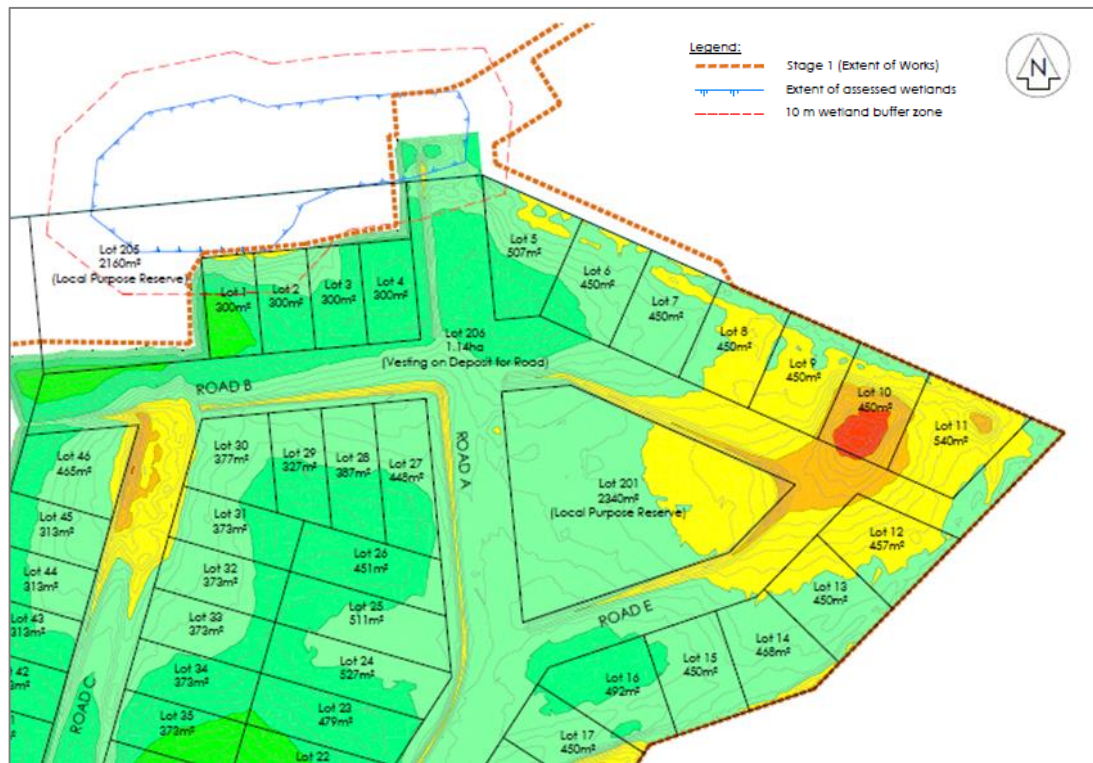 Legend:
Stage 1 (Extent of Works)
Extent of assessed wetlands
10 m wetland buffer zone
N
Lot 205
2160m²
(Local Purpose Reserve)
Lot 1
300m²
Lot 2
300m²
Lot 3
300m²
Lot 4
300m²
Lot 5
507m²
Lot 6
450m²
Lot 7
450m²
Lot 8
450m²
Lot 9
450m²
Lot 10
450m²
Lot 11
540m²
Lot 206
1.14ha
(Vesting on Deposit for Road)
ROAD B
ROAD A
Lot 46
465m²
Lot 30
377m²
Lot 29
327m²
Lot 28
387m²
Lot 27
448m²
Lot 201
2340m²
(Local Purpose Reserve)
Lot 12
457m²
Lot 45
313m²
Lot 31
373m²
Lot 26
451m²
Lot 13
450m²
Lot 44
313m²
Lot 32
373m²
Lot 25
511m²
ROAD E
Lot 14
468m²
Lot 43
313m²
Lot 33
373m²
Lot 24
527m²
Lot 15
450m²
Lot 16
492m²
42
Lot 34
373m²
Lot 23
479m²
ROAD C
Lot 35
373m²
Lot 22
Lot 17
450m²